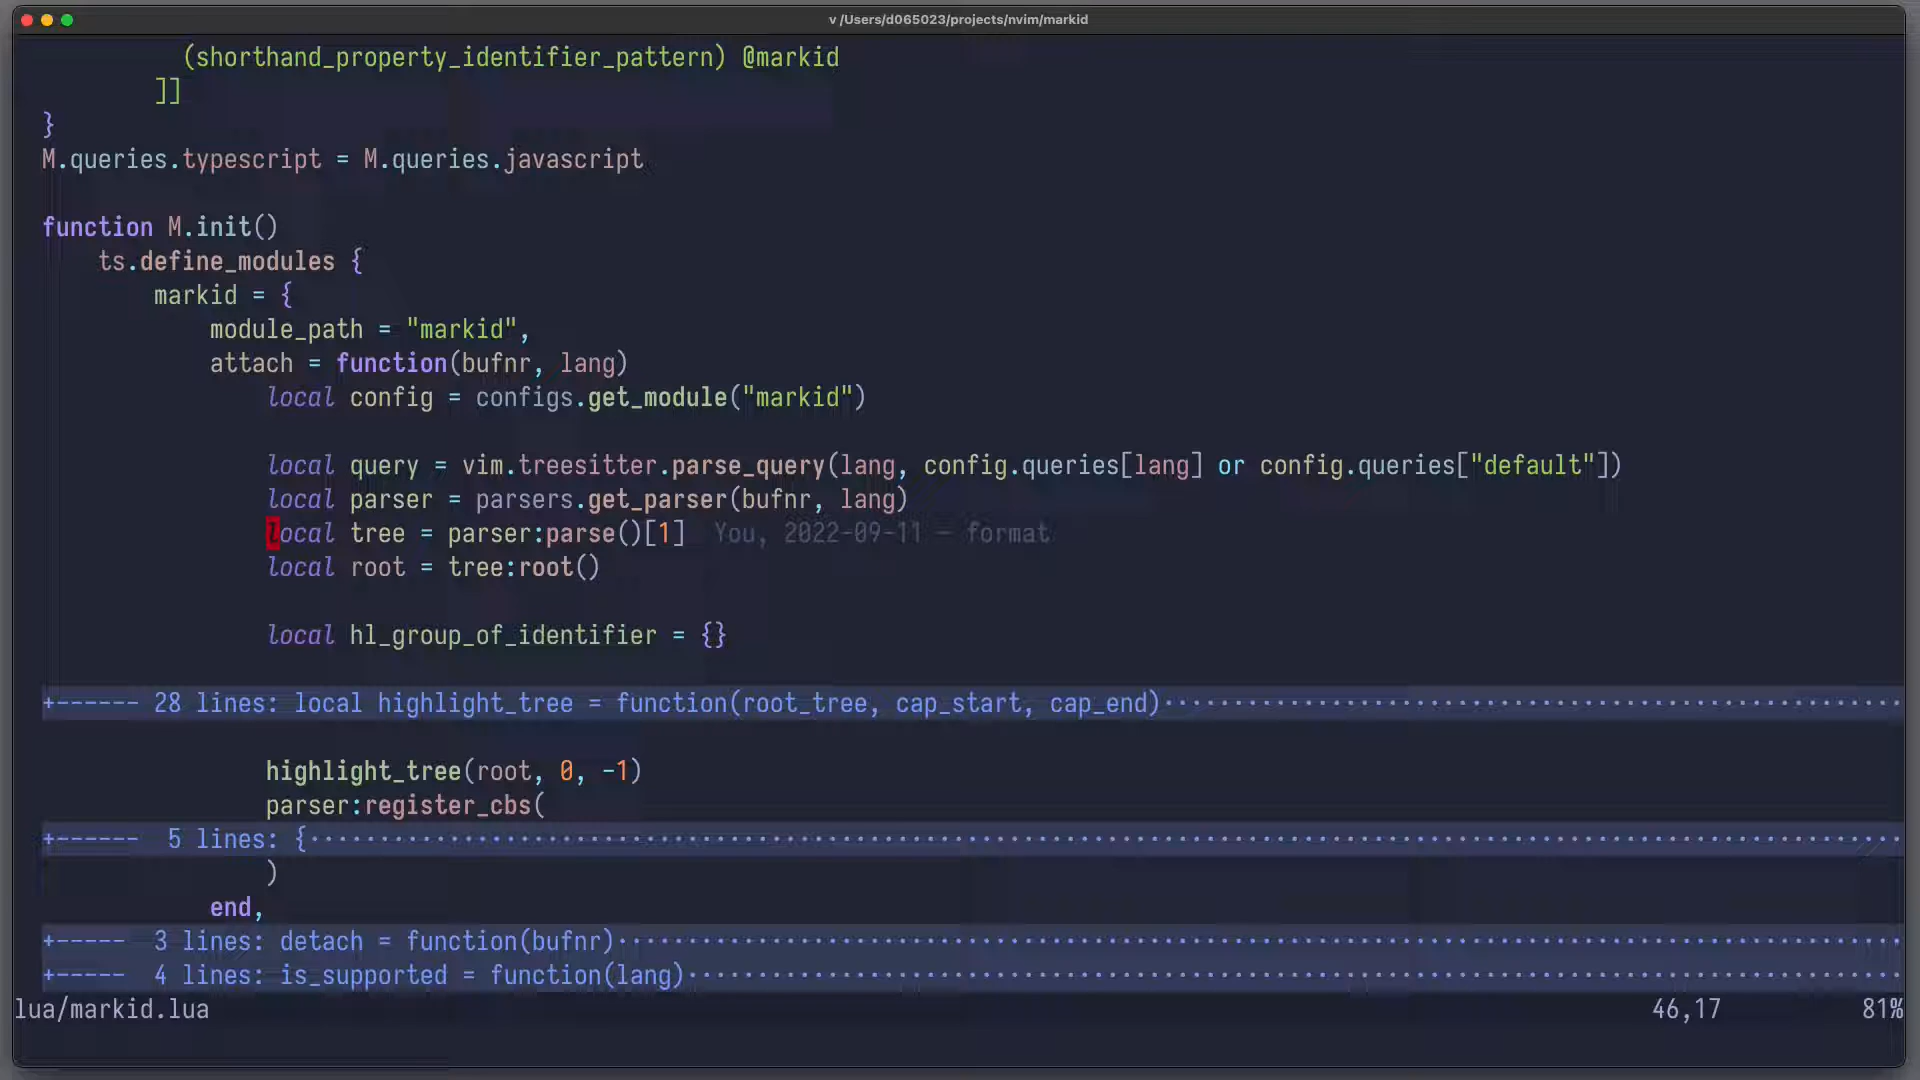 v /Users/d065023/projects/nvim/markid
(shorthand_property_identifier_pattern) @markid
]]
}
M.queries.typescript = M.queries.javascript
function M.init()
ts.define_modules {
markid = {
module_path = "markid",
attach = function(bufnr, lang)
local config = configs.get_module("markid")
local query = vim.treesitter.parse_query(lang, config.queries[lang] or config.queries["default"])
local parser = parsers.get_parser(bufnr, lang)
local tree = parser:parse()[1] You, 2022-09-11 — format
local root = tree:root()
local hl_group_of_identifier = {}
+------ 28 lines: local highlight_tree = function(root_tree, cap_start, cap_end)·····················································
highlight_tree(root, 0, -1)
parser:register_cbs(
+------  5 lines: {··················································································································
)
end,
+-----  3 lines: detach = function(bufnr)············································································
+-----  4 lines: is_supported = function(lang)·······································································
lua/markid.lua 46,17 81%